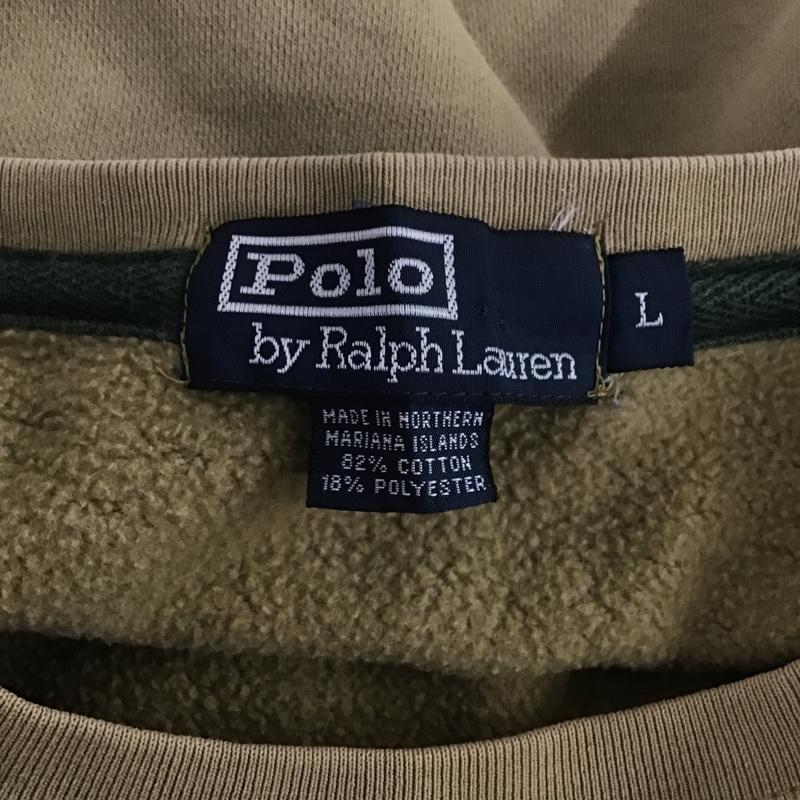 Polo
by Ralph Lauren
L
MADE IN NORTHERN
MARIANA ISLANDS
82% COTTON
18% POLYESTER